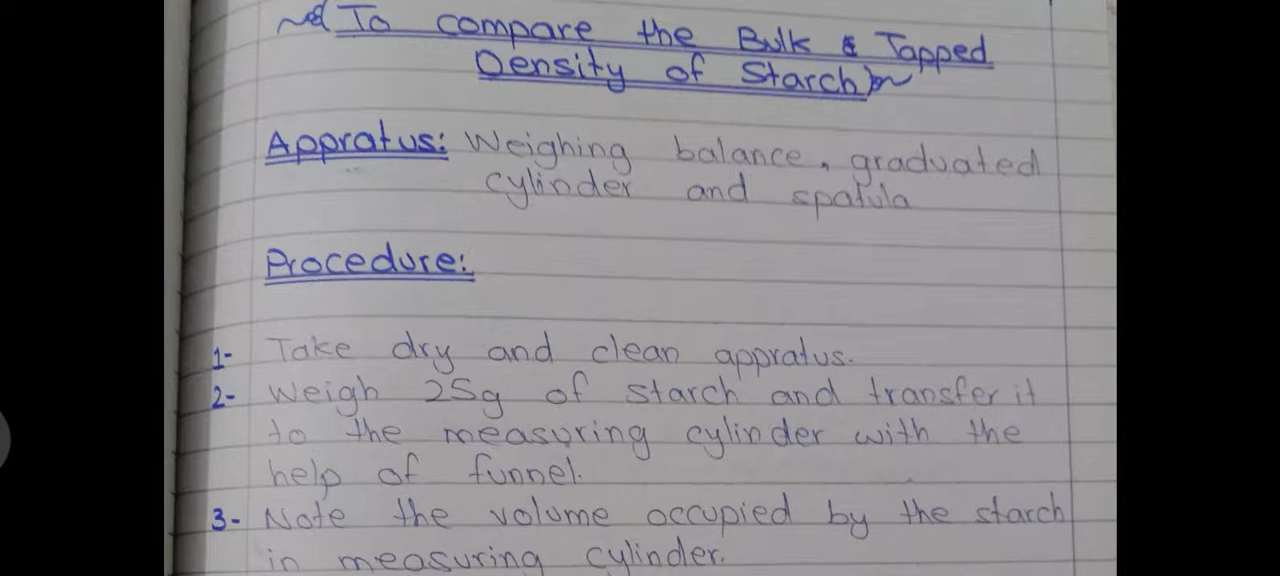 To compare the Bulk & Tapped
Density of Starch
Appratus: Weighing balance, graduated
cylinder and spatula
Procedure:
1- Take dry and clean appratus.
2- Weigh 25g of starch and transfer it
to the measuring cylinder with the
help of funnel.
3- Note the volume occupied by the starch
in measuring cylinder.